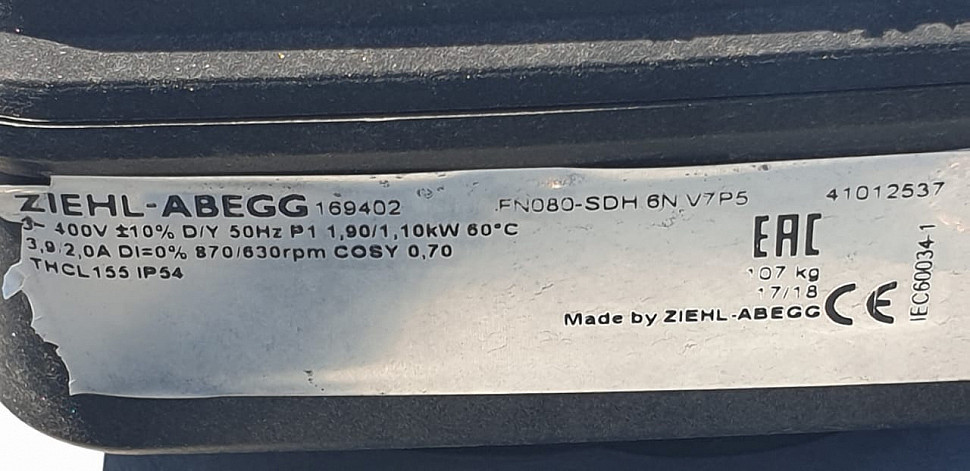 ZIEHL-ABEGG 169402 FN080-SDH 6N V7P5 41012537
3~ 400V ±10% D/Y 50Hz P1 1,90/1,10kW 60°C
3,9/2,0A DI=0% 870/630rpm COSY 0,70
THCL155 IP54
EAC
107 kg
17/18
Made by ZIEHL-ABEGG CE
IEC60034-1